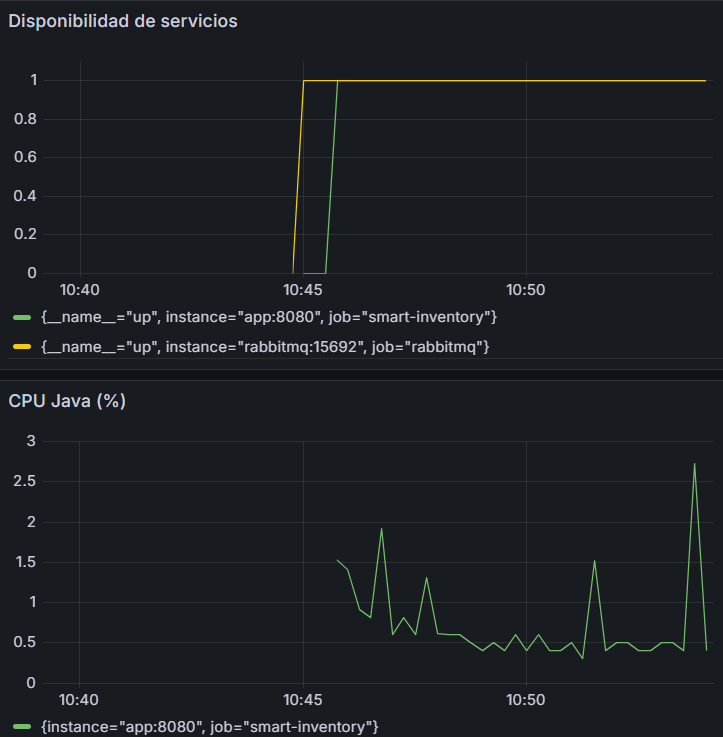 Disponibilidad de servicios
1
0.8
0.6
0.4
0.2
0
10:40 10:45 10:50
{__name__="up", instance="app:8080", job="smart-inventory"}
{__name__="up", instance="rabbitmq:15692", job="rabbitmq"}
CPU Java (%)
3
2.5
2
1.5
1
0.5
0
10:40 10:45 10:50
{instance="app:8080", job="smart-inventory"}